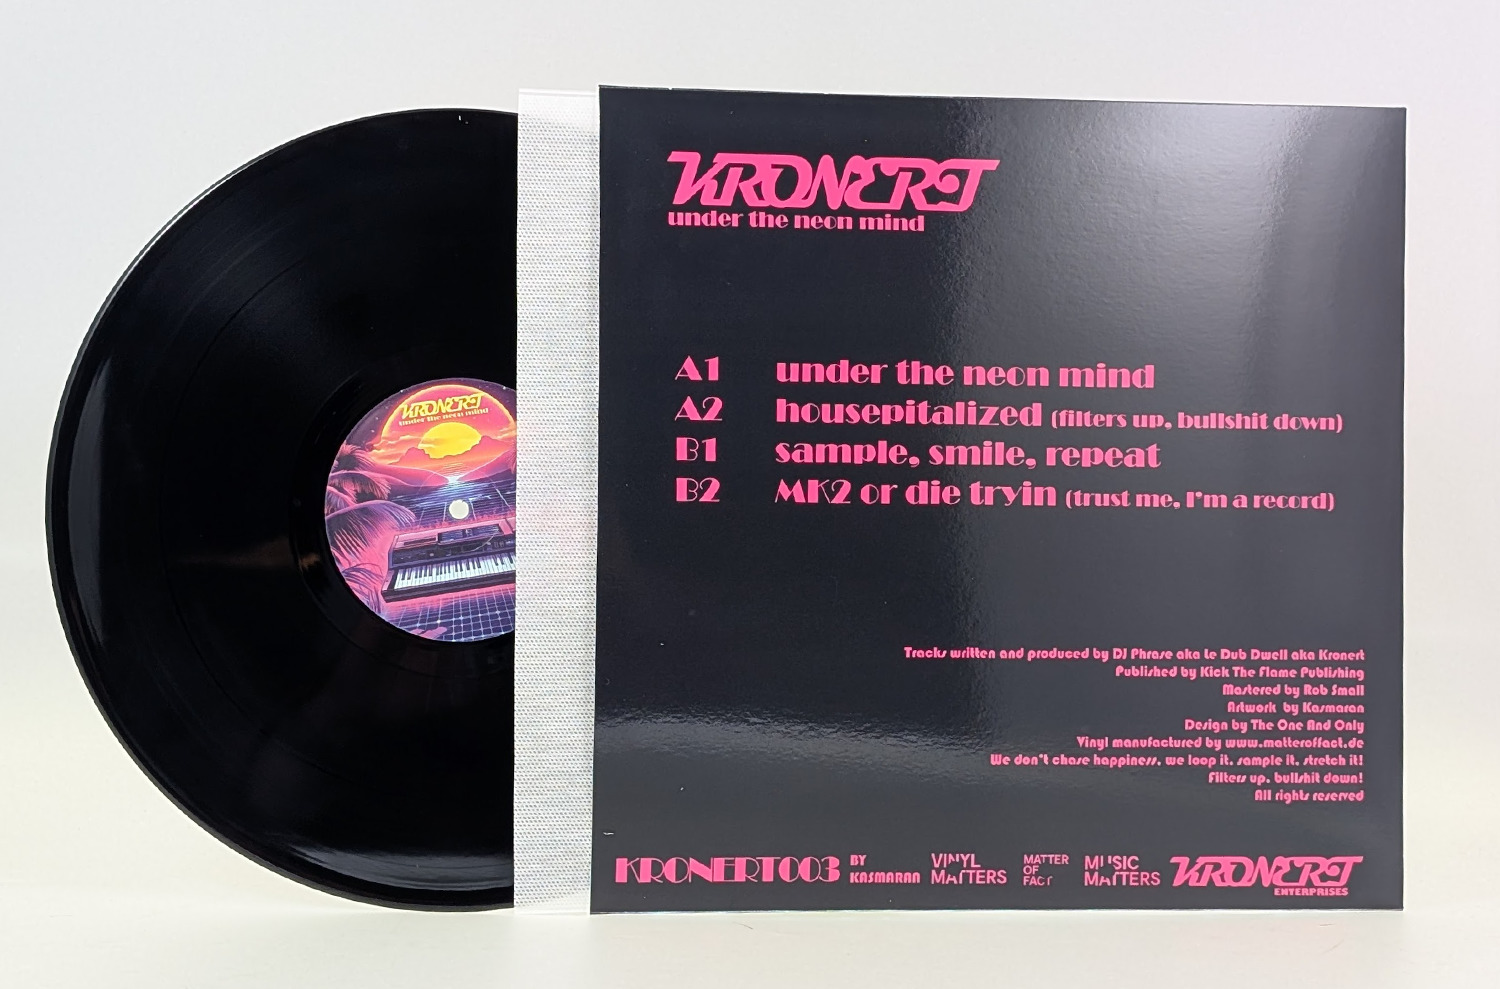 KRONERT
under the neon mind
KRONERT
under the neon mind
A1 under the neon mind
A2 housepitalized (filters up, bullshit down)
B1 sample, smile, repeat
B2 MK2 or die tryin (trust me, I'm a record)
Tracks written and produced by DJ Phrase aka Le Dub Dwell aka Kronert
Published by Kick The Flame Publishing
Mastered by Rob Small
Artwork by Kasmaran
Design by The One And Only
Vinyl manufactured by www.matteroffact.de
We don't chase happiness, we loop it, sample it, stretch it!
Filters up, bullshit down!
All rights reserved
KRONERT003
BY
KASMARAN
VINYL
MATTERS
MATTER
OF
FACT
MUSIC
MATTERS
KRONERT
ENTERPRISES